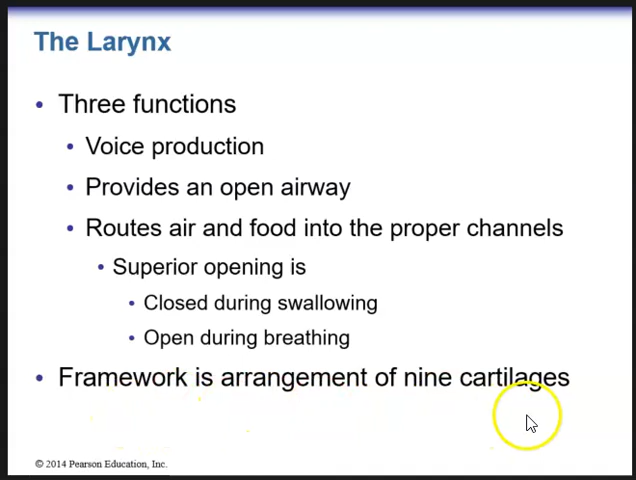 The Larynx
• Three functions
• Voice production
• Provides an open airway
• Routes air and food into the proper channels
• Superior opening is
• Closed during swallowing
• Open during breathing
• Framework is arrangement of nine cartilages
© 2014 Pearson Education, Inc.